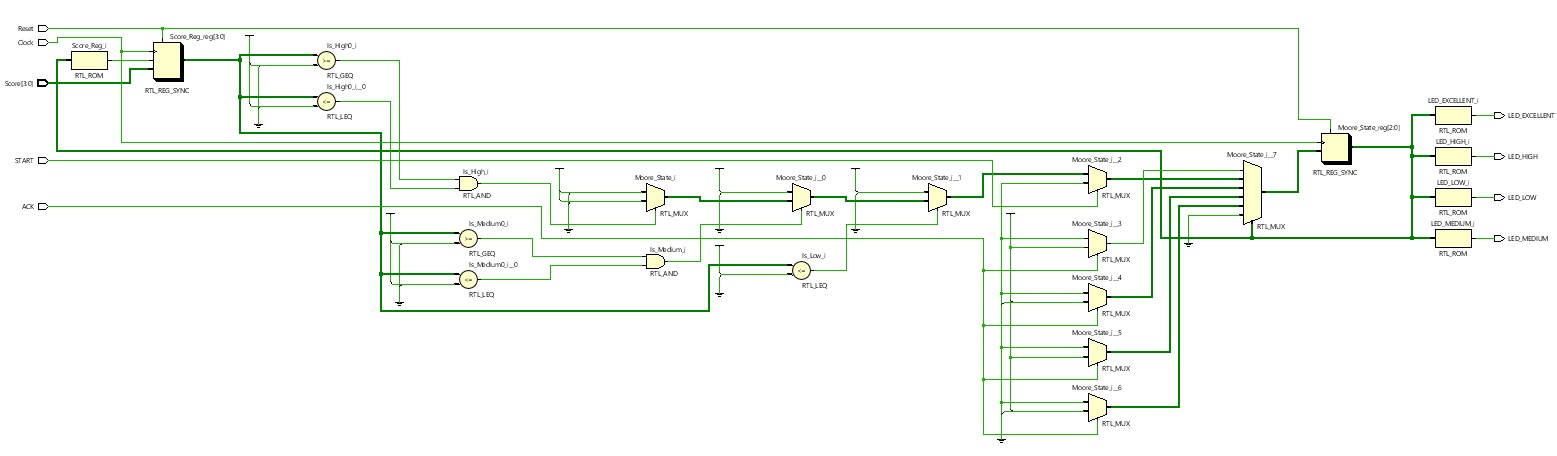 Reset
Clock
Score[3:0]
START
ACK
Score_Reg_i
RTL_ROM
Score_Reg_reg[3:0]
RTL_REG_SYNC
Is_High0_i
>=
RTL_GEQ
Is_High0_i__0
<=
RTL_LEQ
Is_High_i
RTL_AND
Is_Medium0_i
>=
RTL_GEQ
Is_Medium0_i__0
<=
RTL_LEQ
Moore_State_i
RTL_MUX
Is_Medium_i
RTL_AND
Moore_State_i__0
RTL_MUX
Is_Low_i
<=
RTL_LEQ
Moore_State_i__1
RTL_MUX
Moore_State_i__2
RTL_MUX
Moore_State_i__3
RTL_MUX
Moore_State_i__4
RTL_MUX
Moore_State_i__5
RTL_MUX
Moore_State_i__6
RTL_MUX
Moore_State_i__7
RTL_MUX
Moore_State_reg[2:0]
RTL_REG_SYNC
LED_EXCELLENT_i
RTL_ROM
LED_EXCELLENT
LED_HIGH_i
RTL_ROM
LED_HIGH
LED_LOW_i
RTL_ROM
LED_LOW
LED_MEDIUM_i
RTL_ROM
LED_MEDIUM